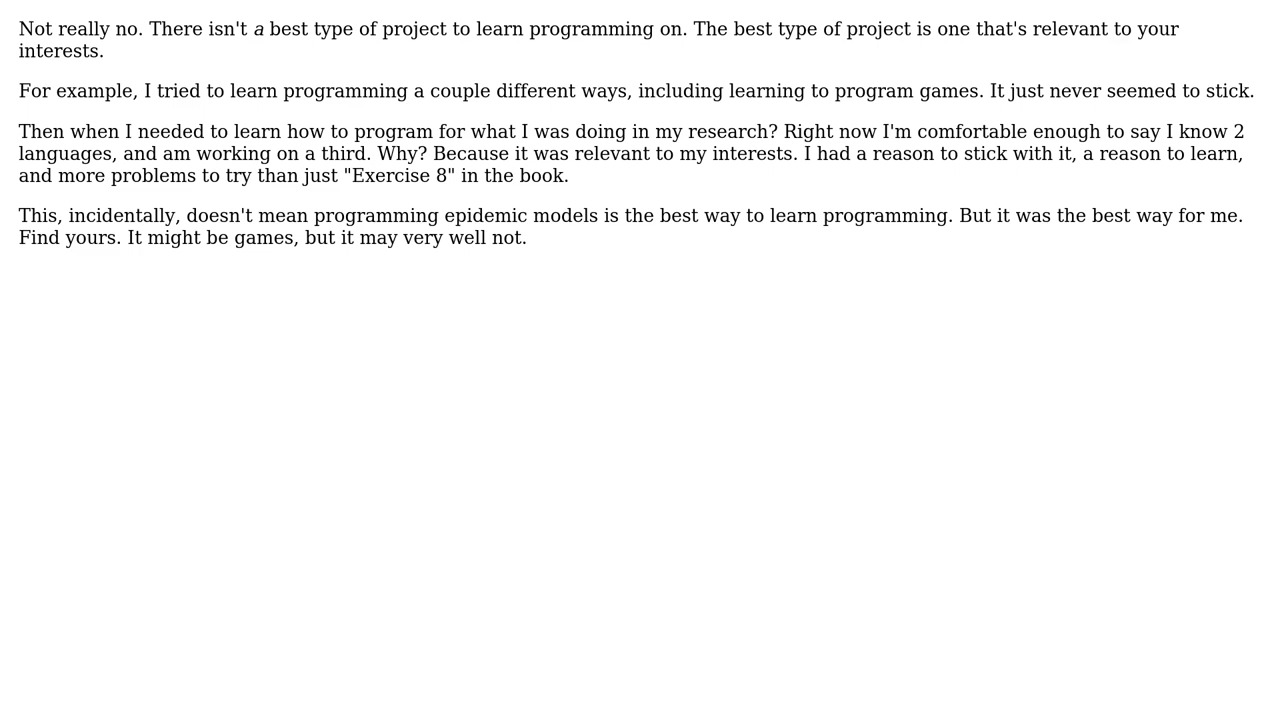 Not really no. There isn't a best type of project to learn programming on. The best type of project is one that's relevant to your
interests.
For example, I tried to learn programming a couple different ways, including learning to program games. It just never seemed to stick.
Then when I needed to learn how to program for what I was doing in my research? Right now I'm comfortable enough to say I know 2
languages, and am working on a third. Why? Because it was relevant to my interests. I had a reason to stick with it, a reason to learn,
and more problems to try than just "Exercise 8" in the book.
This, incidentally, doesn't mean programming epidemic models is the best way to learn programming. But it was the best way for me.
Find yours. It might be games, but it may very well not.